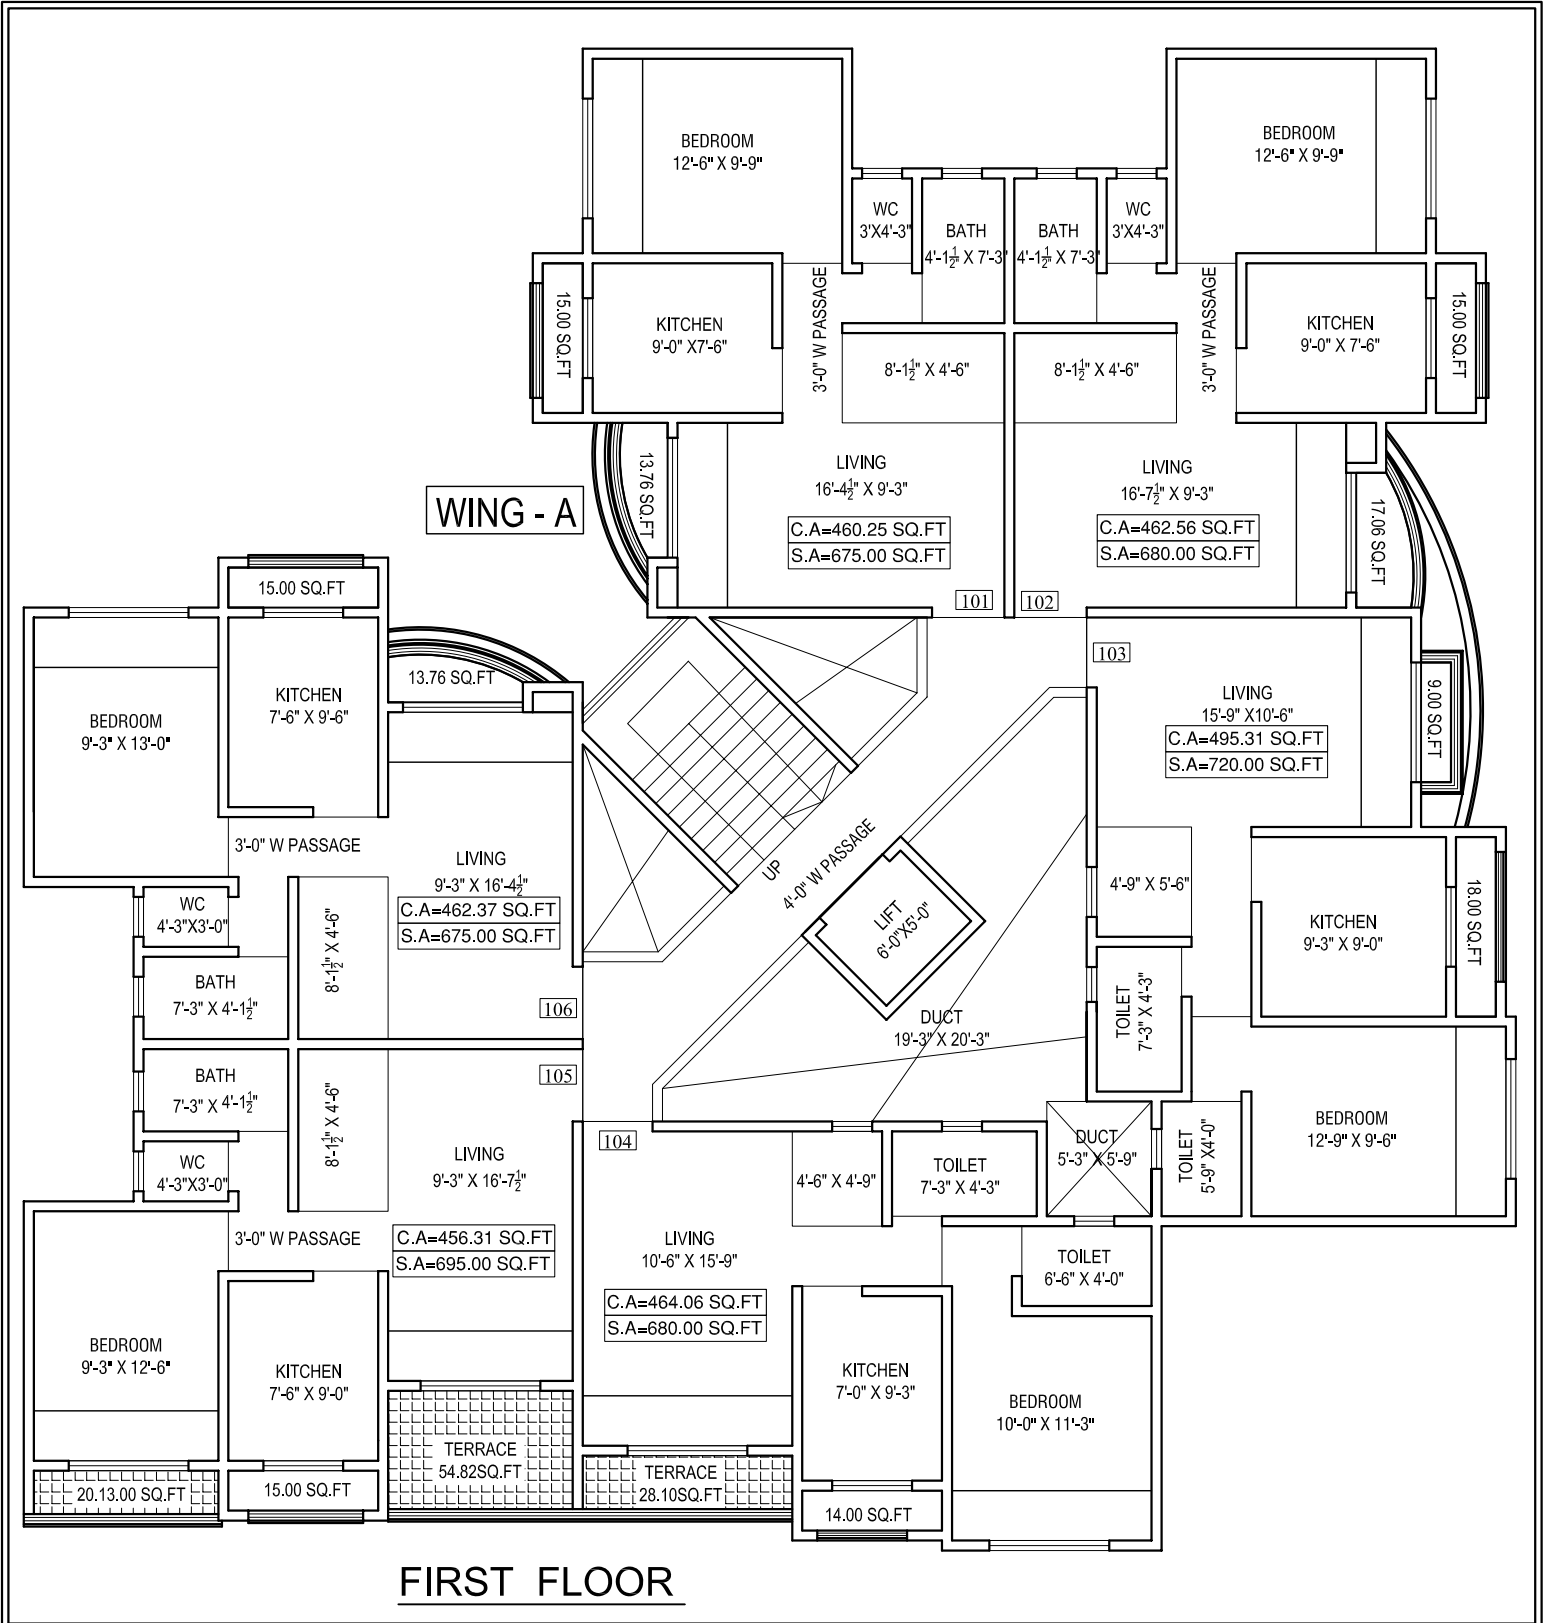 BEDROOM
12'-6" X 9'-9"
WC
3'X4'-3"
BATH
4'-1½" X 7'-3"
BATH
4'-1½" X 7'-3"
WC
3'X4'-3"
BEDROOM
12'-6" X 9'-9"
15.00 SQ.FT
KITCHEN
9'-0" X7'-6"
3'-0" W PASSAGE
8'-1½" X 4'-6"
8'-1½" X 4'-6"
3'-0" W PASSAGE
KITCHEN
9'-0" X 7'-6"
15.00 SQ.FT
13.76 SQ.FT
LIVING
16'-4½" X 9'-3"
C.A=460.25 SQ.FT
S.A=675.00 SQ.FT
LIVING
16'-7½" X 9'-3"
C.A=462.56 SQ.FT
S.A=680.00 SQ.FT
17.06 SQ.FT
WING - A
101
102
103
15.00 SQ.FT
13.76 SQ.FT
BEDROOM
9'-3" X 13'-0"
KITCHEN
7'-6" X 9'-6"
LIVING
15'-9" X10'-6"
C.A=495.31 SQ.FT
S.A=720.00 SQ.FT
9.00 SQ.FT
3'-0" W PASSAGE
LIVING
9'-3" X 16'-4½"
C.A=462.37 SQ.FT
S.A=675.00 SQ.FT
UP
4'-0" W PASSAGE
LIFT
6'-0"X5'-0"
4'-9" X 5'-6"
KITCHEN
9'-3" X 9'-0"
18.00 SQ.FT
WC
4'-3"X3'-0"
8'-1½" X 4'-6"
BATH
7'-3" X 4'-1½"
106
DUCT
19'-3" X 20'-3"
TOILET
7'-3" X 4'-3"
105
BATH
7'-3" X 4'-1½"
8'-1½" X 4'-6"
WC
4'-3"X3'-0"
LIVING
9'-3" X 16'-7½"
C.A=456.31 SQ.FT
S.A=695.00 SQ.FT
104
4'-6" X 4'-9"
TOILET
7'-3" X 4'-3"
DUCT
5'-3" X 5'-9"
TOILET
5'-9" X4'-0"
BEDROOM
12'-9" X 9'-6"
3'-0" W PASSAGE
LIVING
10'-6" X 15'-9"
C.A=464.06 SQ.FT
S.A=680.00 SQ.FT
TOILET
6'-6" X 4'-0"
BEDROOM
9'-3" X 12'-6"
KITCHEN
7'-6" X 9'-0"
KITCHEN
7'-0" X 9'-3"
BEDROOM
10'-0" X 11'-3"
TERRACE
54.82SQ.FT
TERRACE
28.10SQ.FT
20.13.00 SQ.FT
15.00 SQ.FT
14.00 SQ.FT
FIRST FLOOR